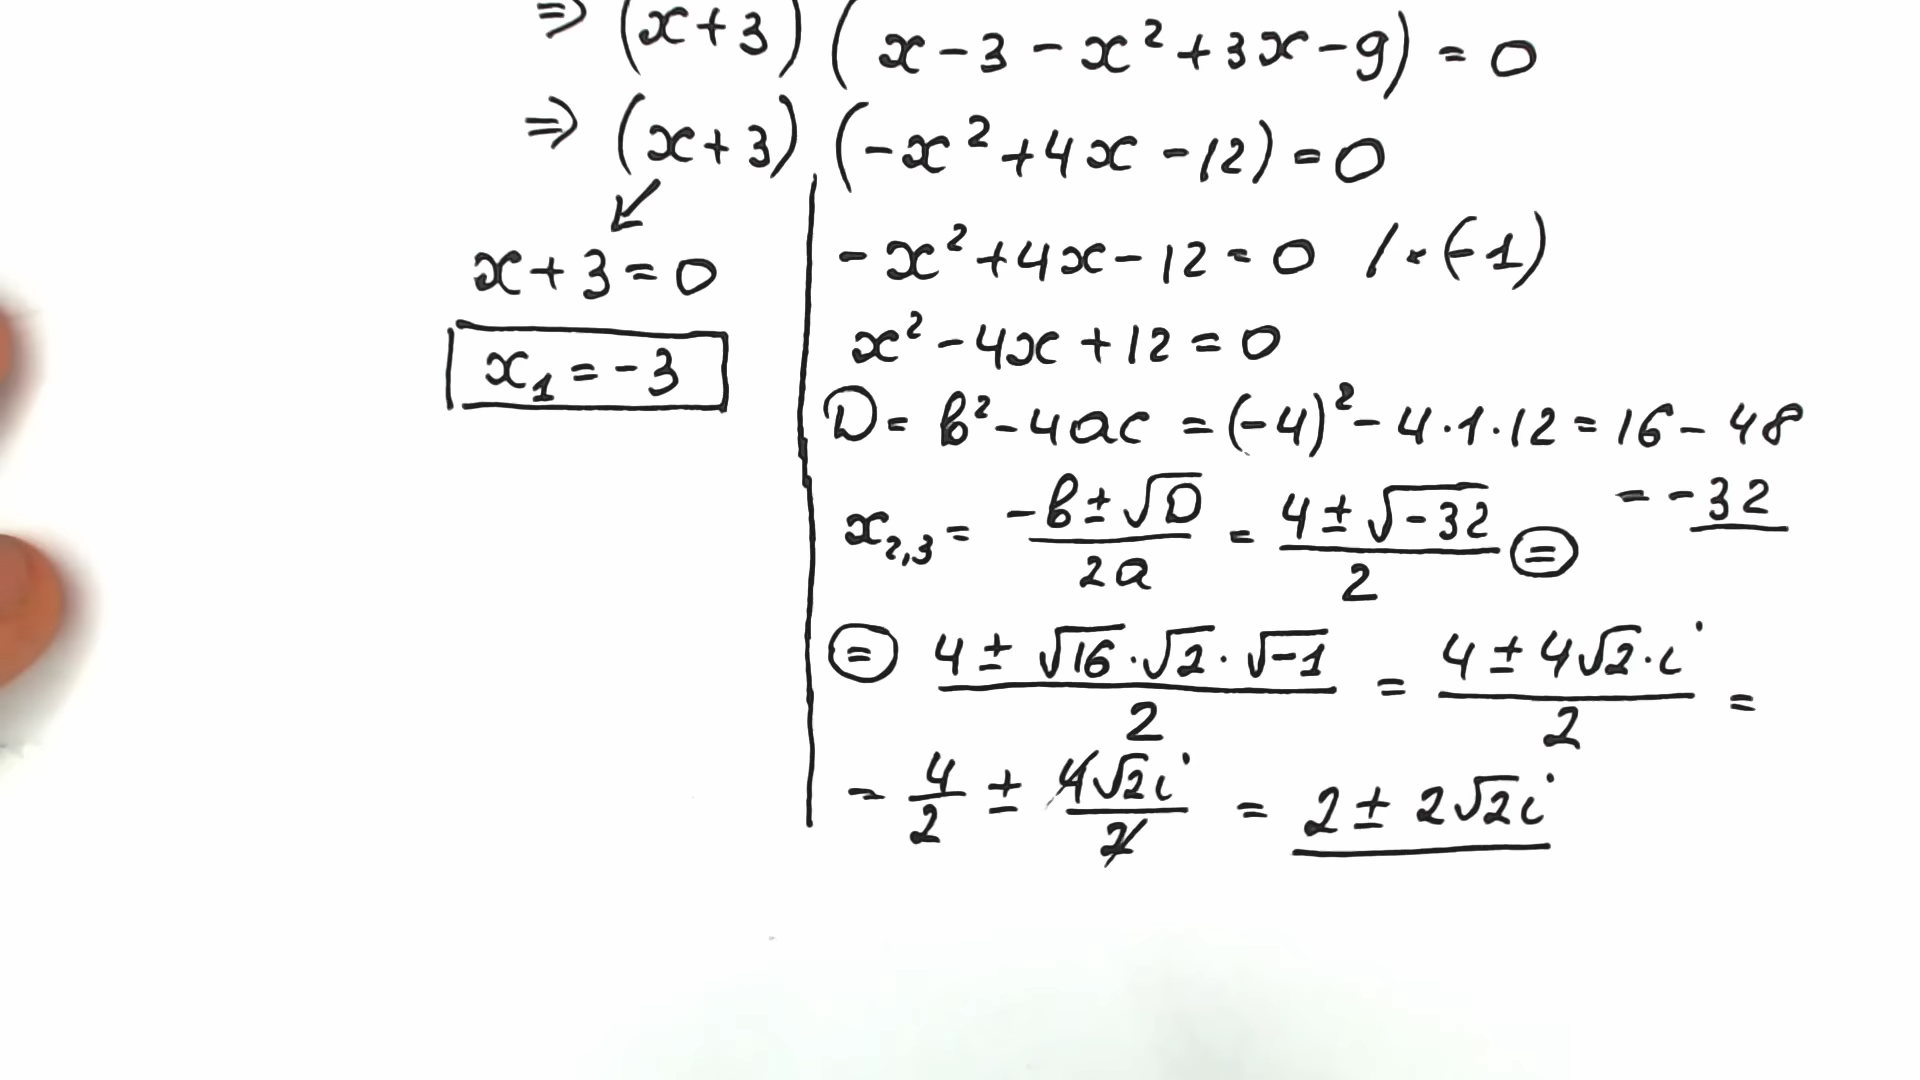 ⇒ (x+3) (x-3-x²+3x-9) = 0
⇒ (x+3) (-x²+4x-12) = 0
x+3=0
x₁ = -3
-x²+4x-12=0 /·(-1)
x²-4x+12=0
D = b²-4ac = (-4)²-4·1·12 = 16-48
= -32
x₂,₃ = (-b±√D)/(2a) = (4±√-32)/2 =
= (4±√16·√2·√-1)/2 = (4±4√2·i)/2 =
= 4/2 ± 4√2i/2 = 2±2√2i